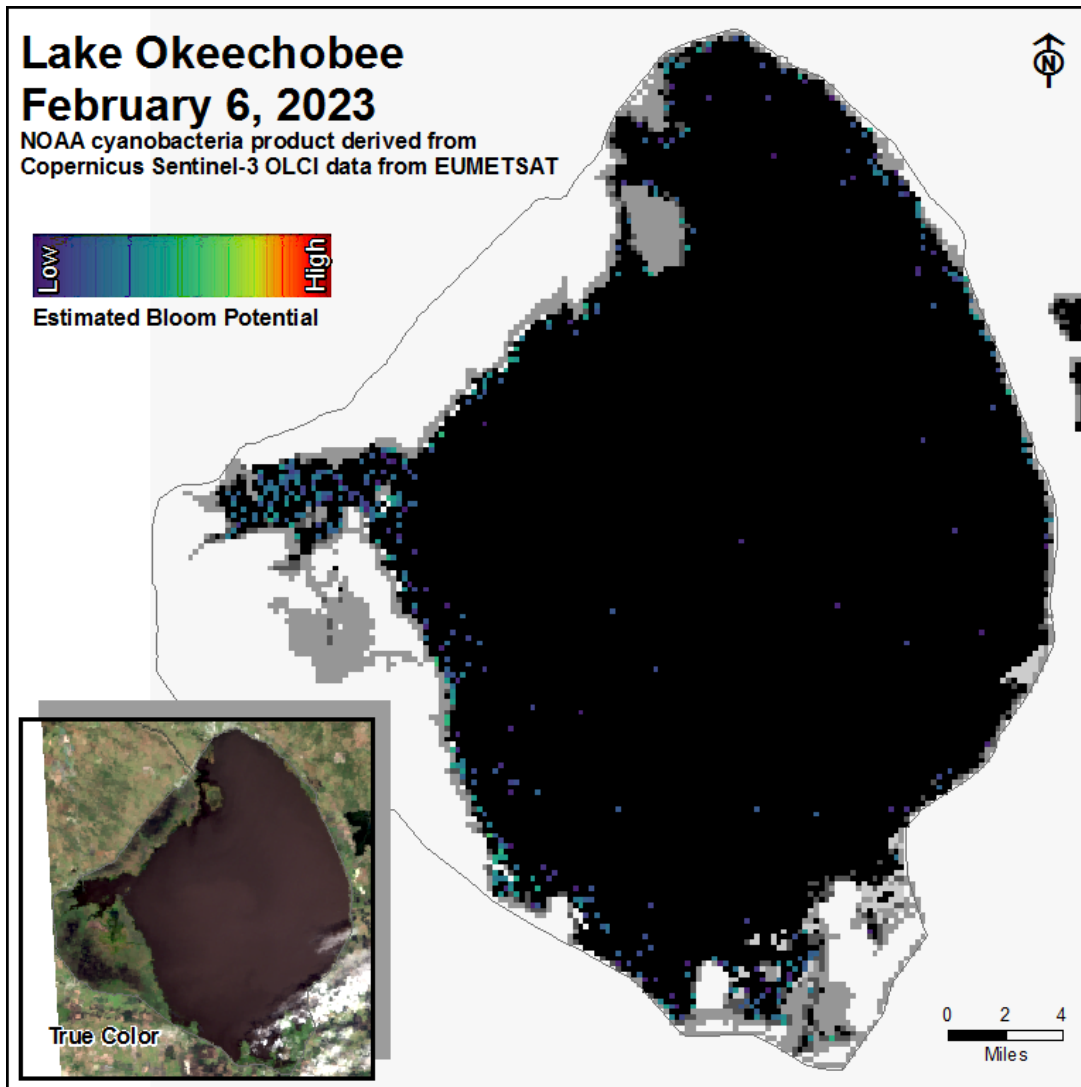 Lake Okeechobee
February 6, 2023
NOAA cyanobacteria product derived from
Copernicus Sentinel-3 OLCI data from EUMETSAT
N
Low High
Estimated Bloom Potential
True Color
0 2 4
Miles